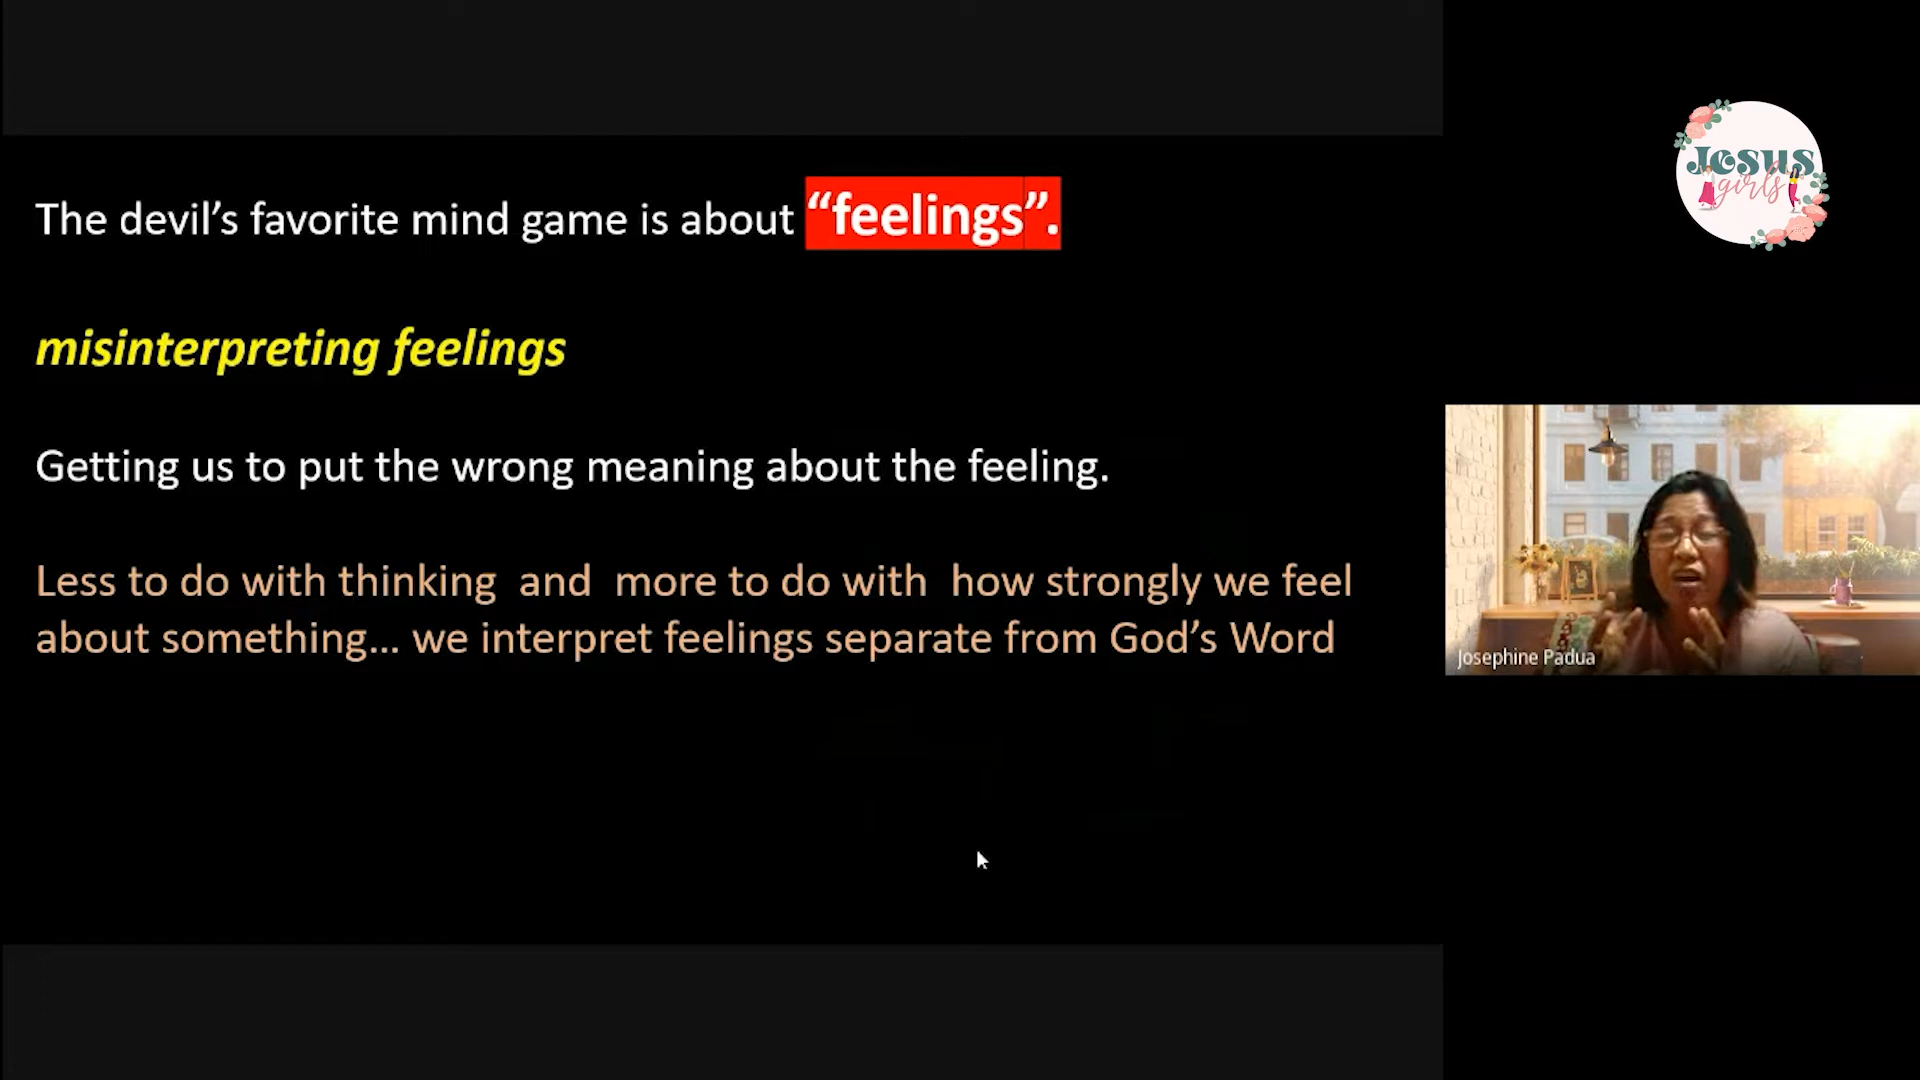 The devil’s favorite mind game is about “feelings”.
misinterpreting feelings
Getting us to put the wrong meaning about the feeling.
Less to do with thinking and more to do with how strongly we feel
about something... we interpret feelings separate from God’s Word
Jesus
girls
Josephine Padua